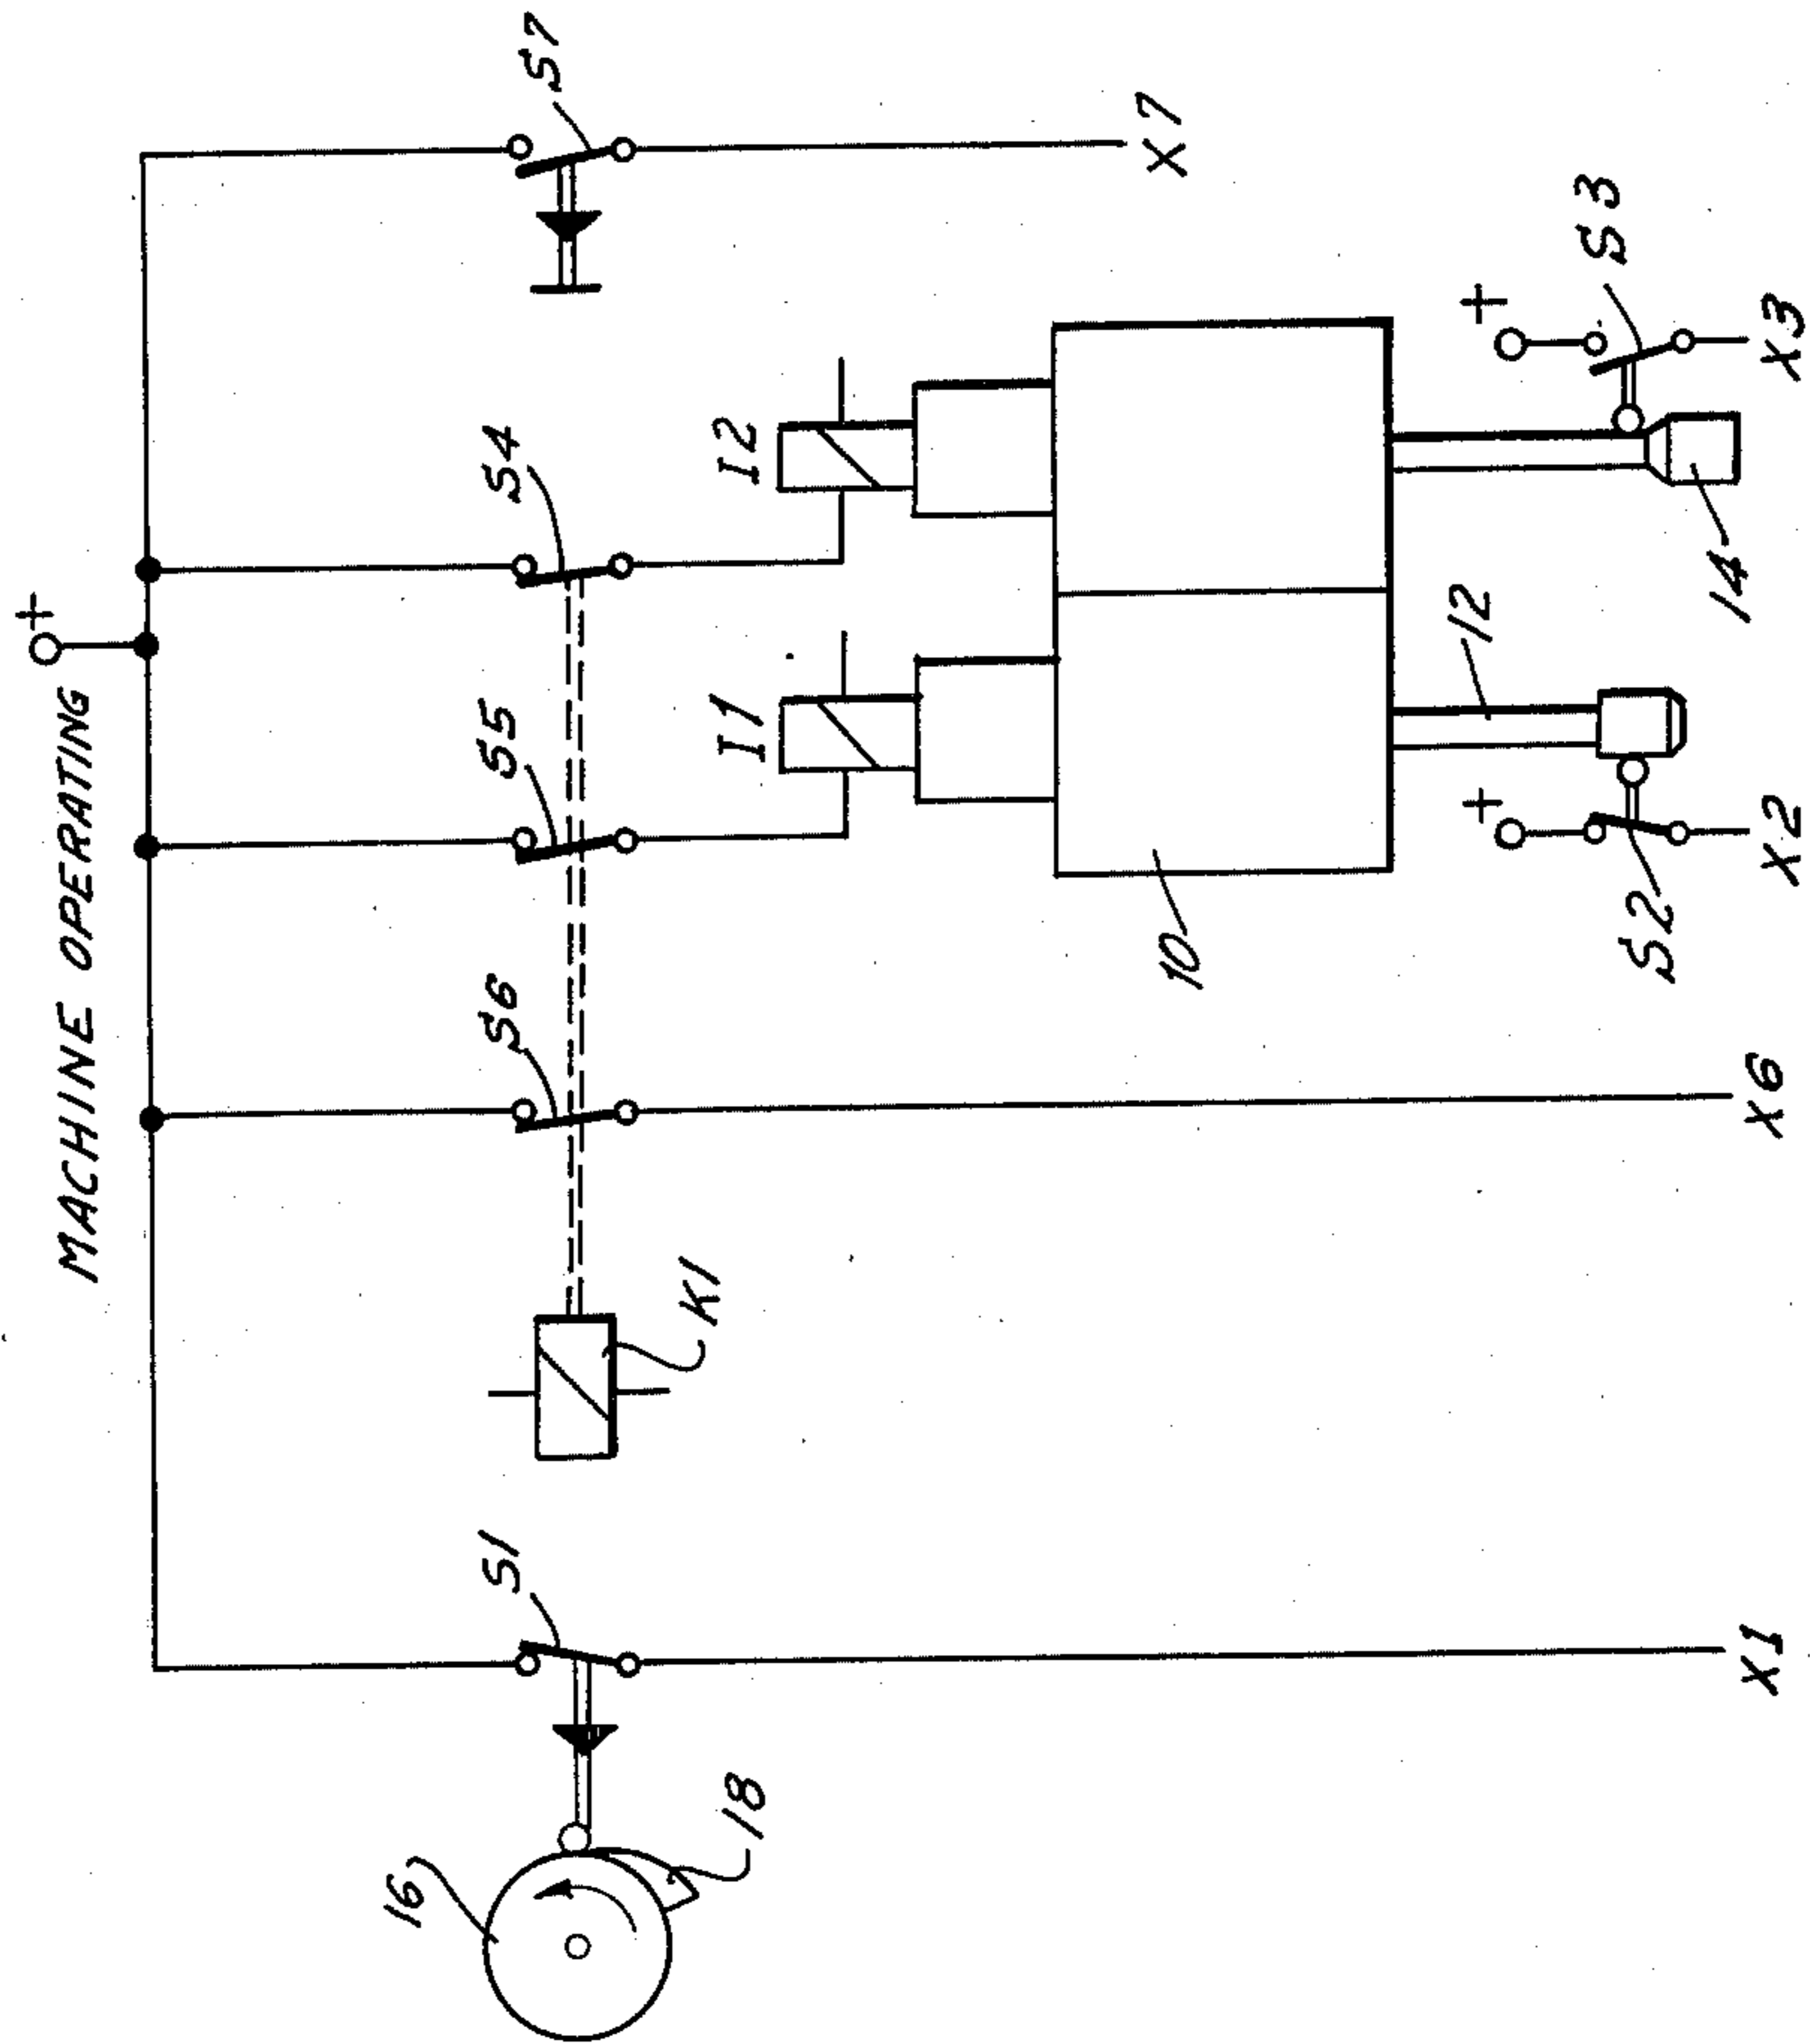 +
MACHINE OPERATING
16
S1
S6
S5
S4
S7
18
K1
I1
I2
X7
10
12
+
+
S2
S3
14
X1
X6
X2
X3